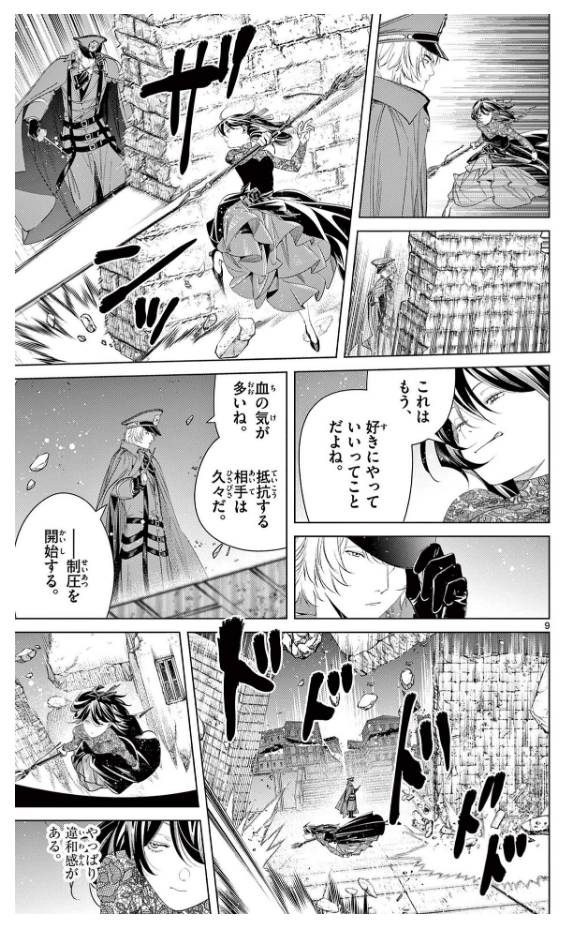 ザッ
これは
もう、
好きにやって
いいってこと
だよね。
血の気が
多いね。
抵抗する
相手は
久々だ。
――制圧を
開始する。
9
ドドドドド
やっぱり
違和感が
ある。